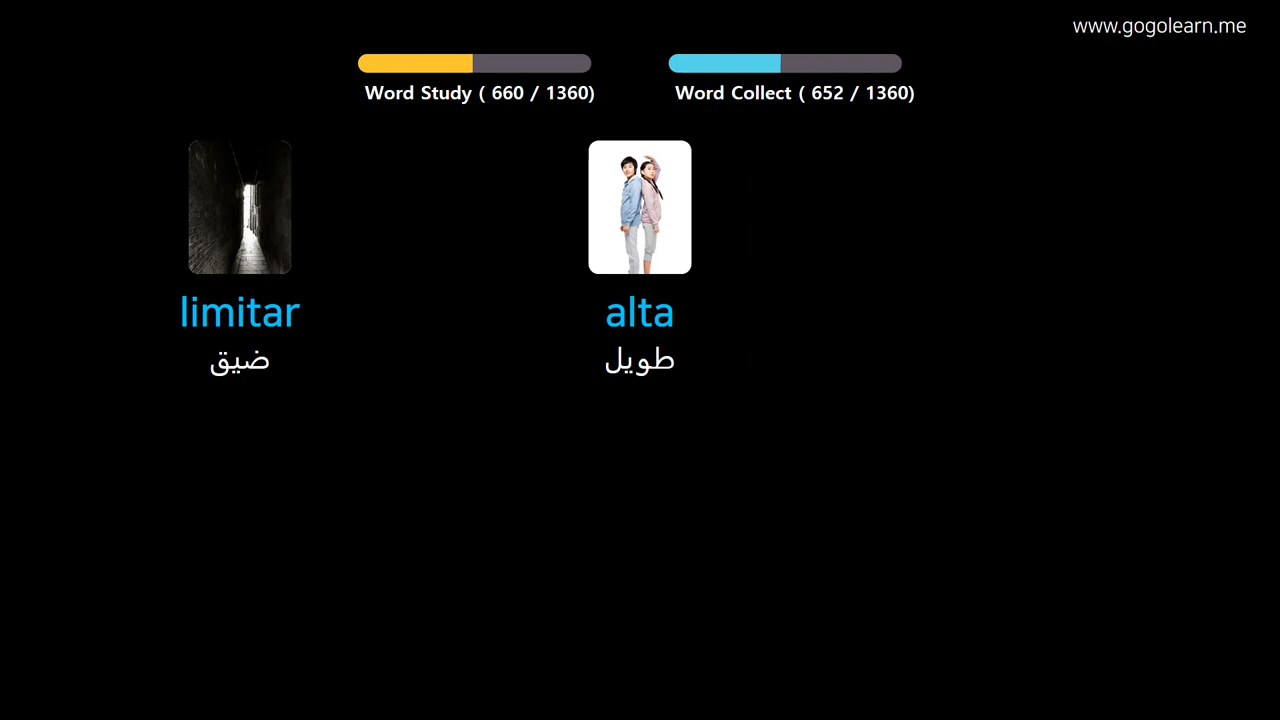 www.gogolearn.me
Word Study ( 660 / 1360)
Word Collect ( 652 / 1360)
limitar
ضيق
alta
طويل